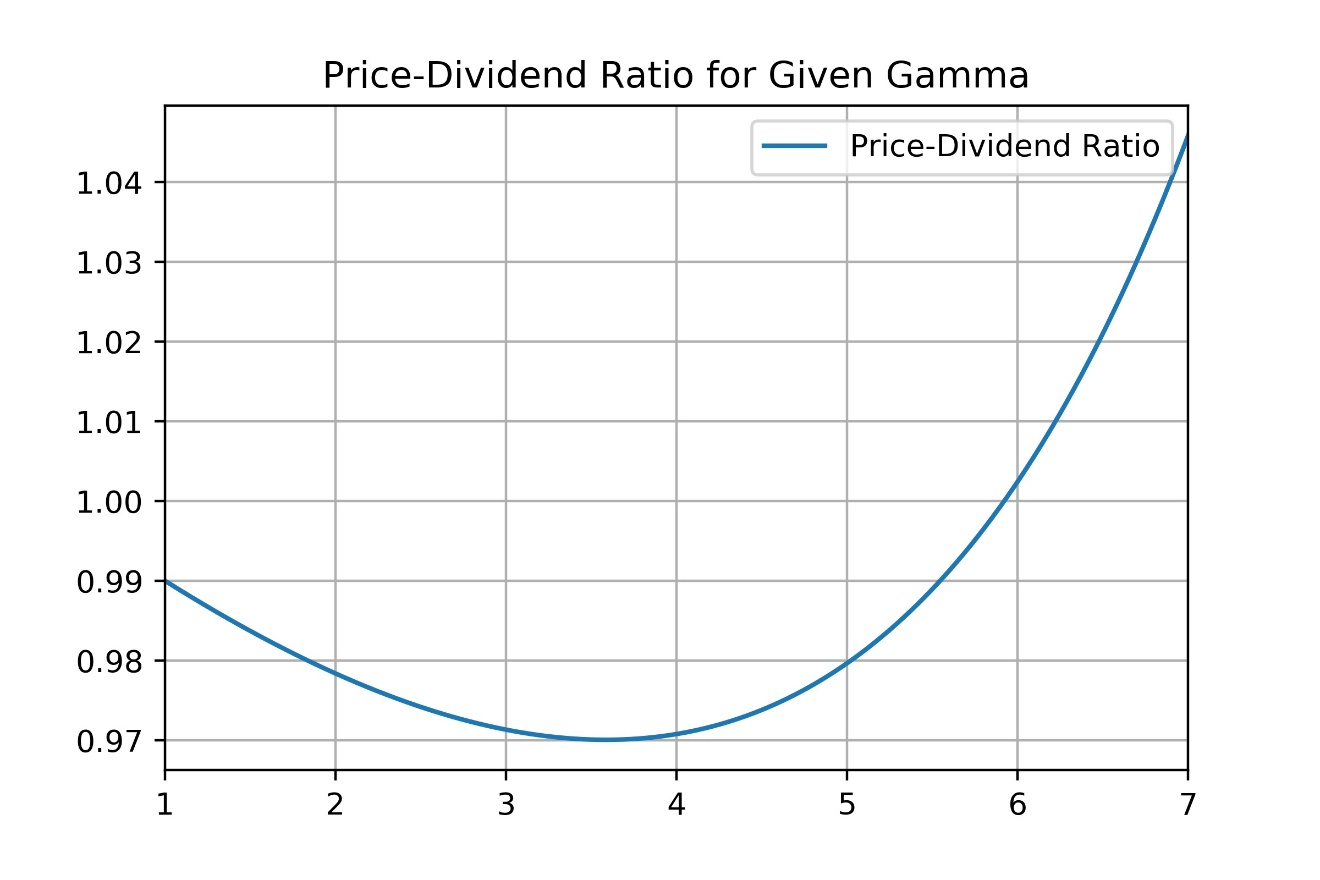 Price-Dividend Ratio for Given Gamma
Price-Dividend Ratio
1.04
1.03
1.02
1.01
1.00
0.99
0.98
0.97
1 2 3 4 5 6 7